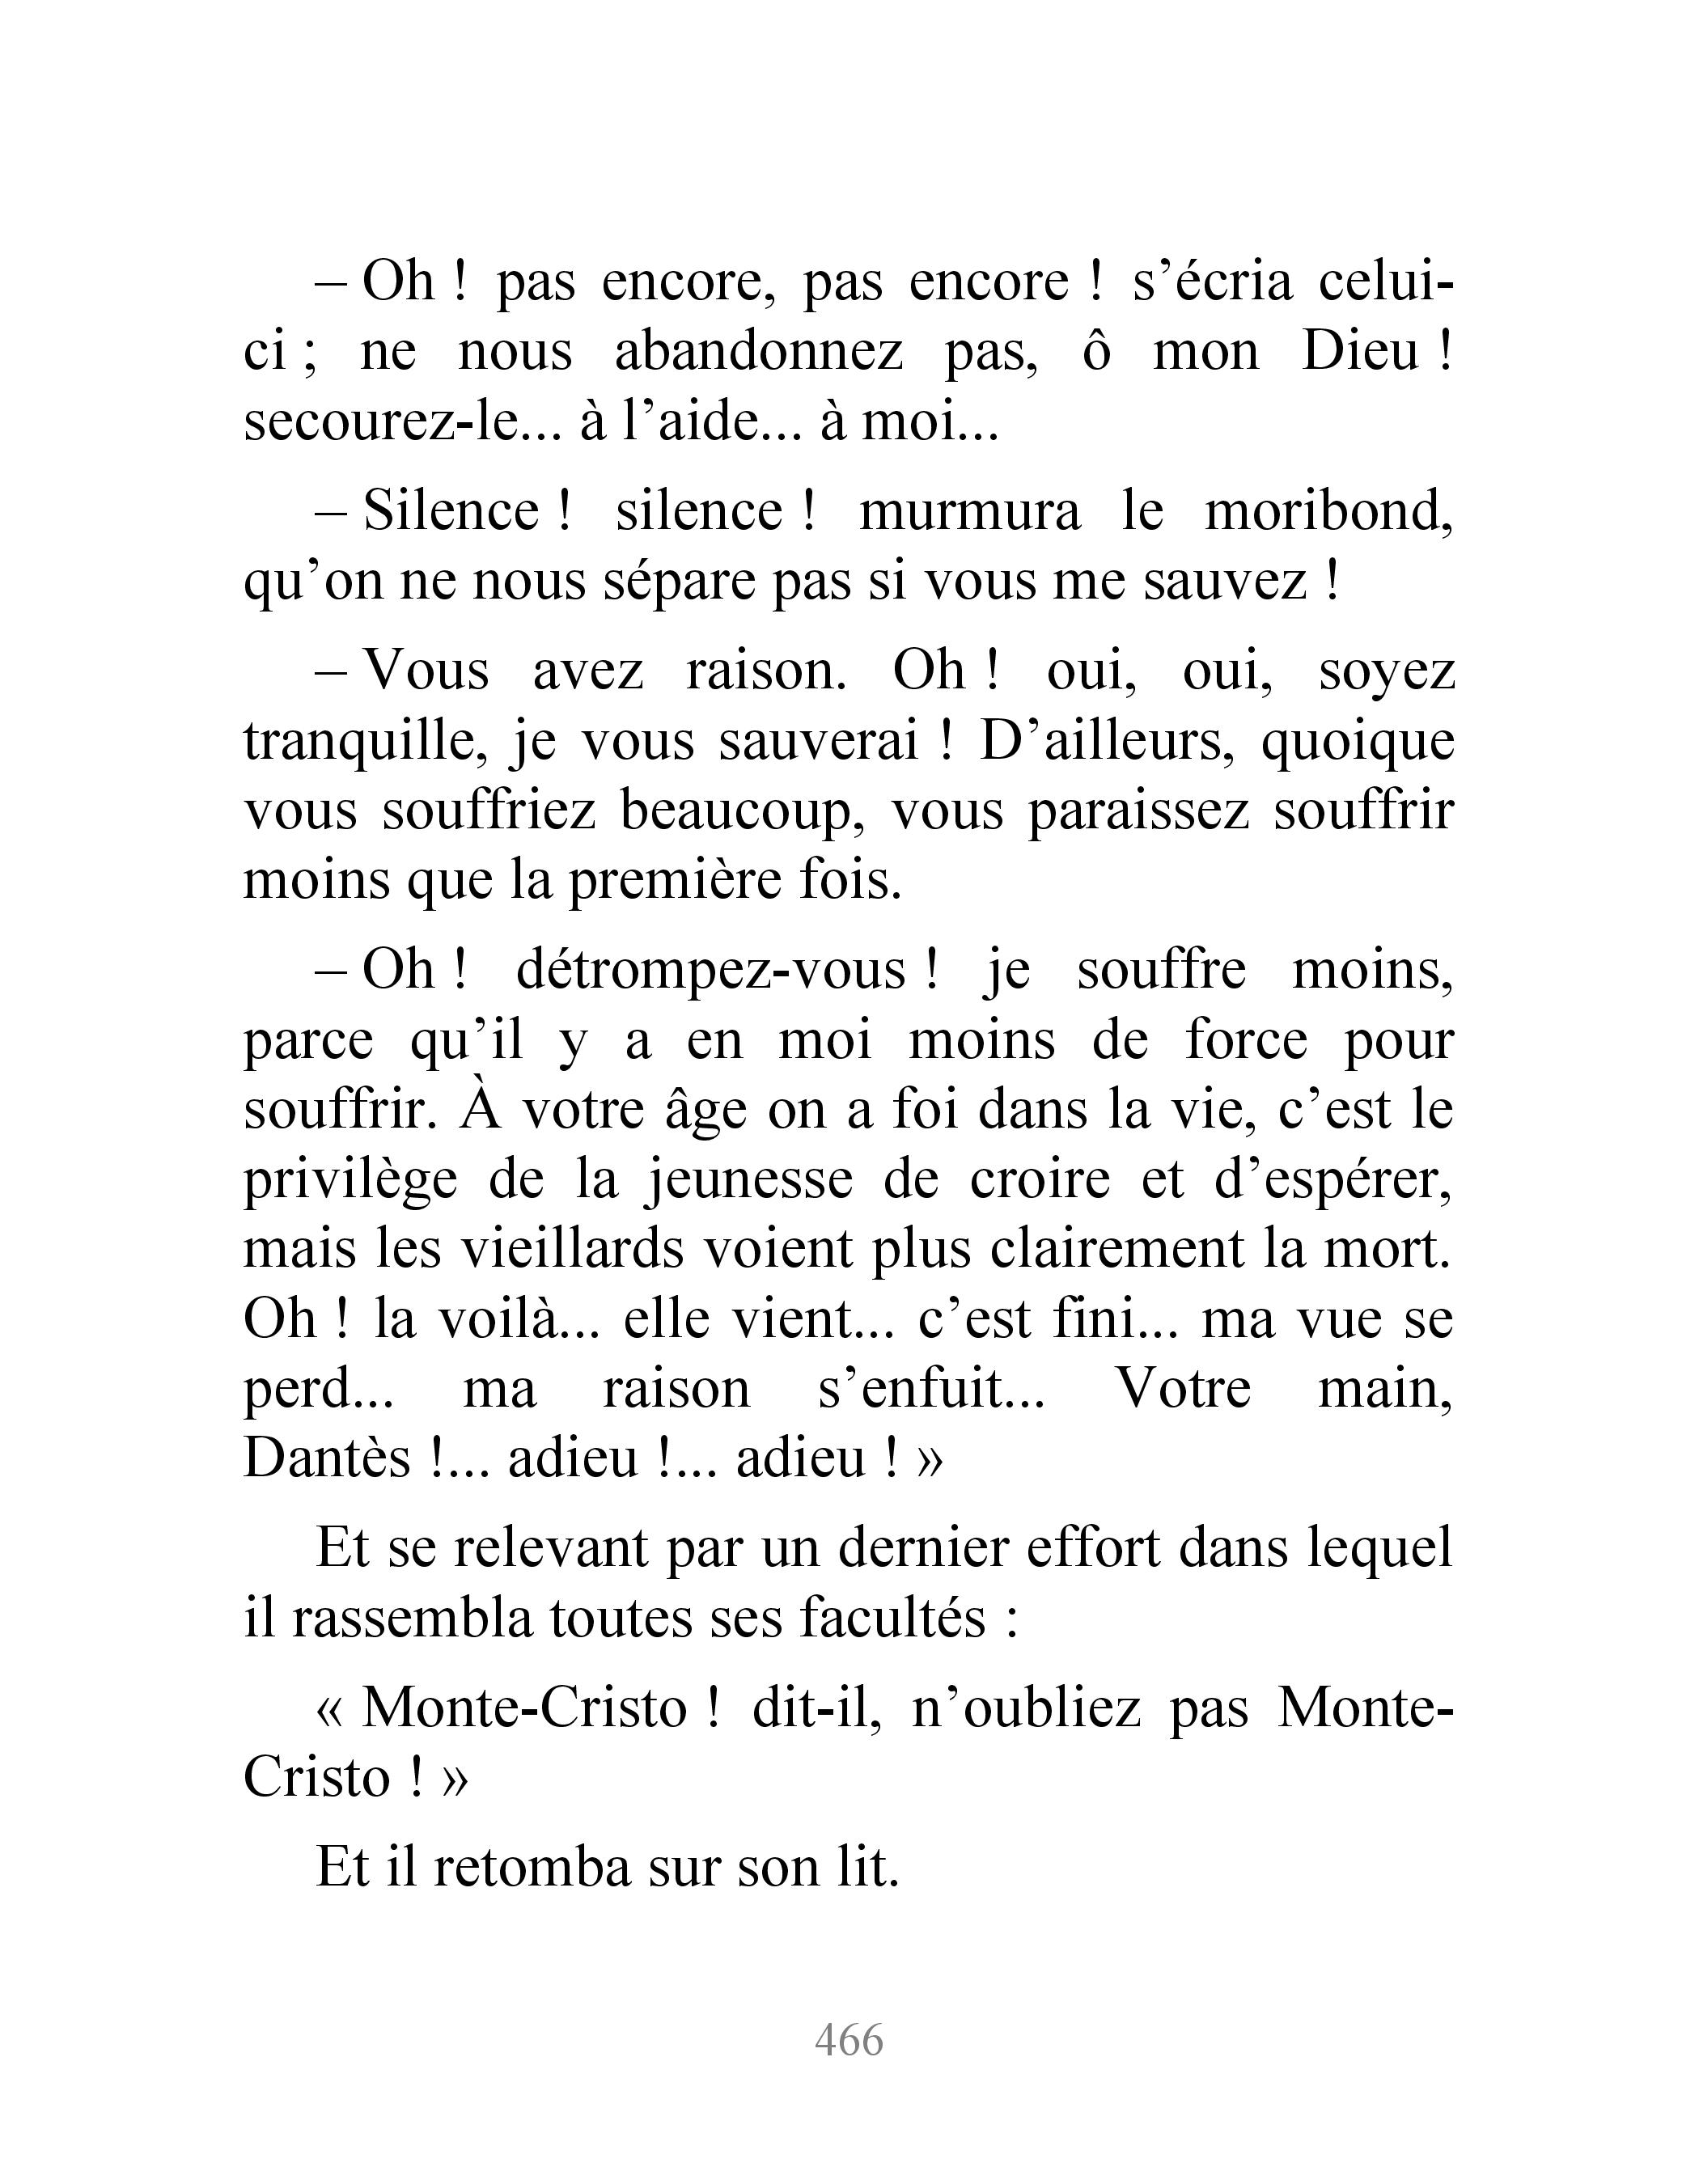 – Oh ! pas encore, pas encore ! s’écria celui-
ci ; ne nous abandonnez pas, ô mon Dieu !
secourez-le... à l’aide... à moi...
– Silence ! silence ! murmura le moribond,
qu’on ne nous sépare pas si vous me sauvez !
– Vous avez raison. Oh ! oui, oui, soyez
tranquille, je vous sauverai ! D’ailleurs, quoique
vous souffriez beaucoup, vous paraissez souffrir
moins que la première fois.
– Oh ! détrompez-vous ! je souffre moins,
parce qu’il y a en moi moins de force pour
souffrir. À votre âge on a foi dans la vie, c’est le
privilège de la jeunesse de croire et d’espérer,
mais les vieillards voient plus clairement la mort.
Oh ! la voilà... elle vient... c’est fini... ma vue se
perd... ma raison s’enfuit... Votre main,
Dantès !... adieu !... adieu ! »
Et se relevant par un dernier effort dans lequel
il rassembla toutes ses facultés :
« Monte-Cristo ! dit-il, n’oubliez pas Monte-
Cristo ! »
Et il retomba sur son lit.
466